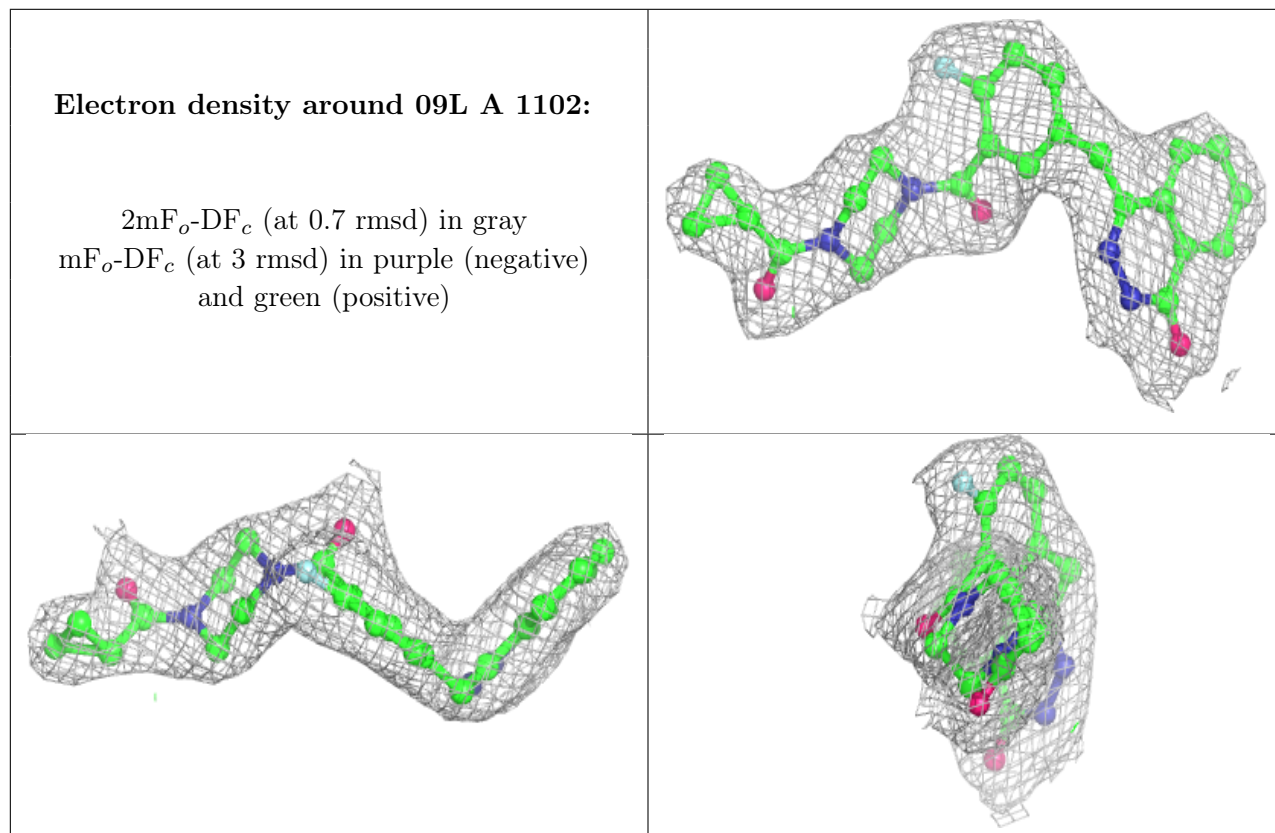 Electron density around 09L A 1102:
2mFo-DFc (at 0.7 rmsd) in gray
mFo-DFc (at 3 rmsd) in purple (negative)
and green (positive)